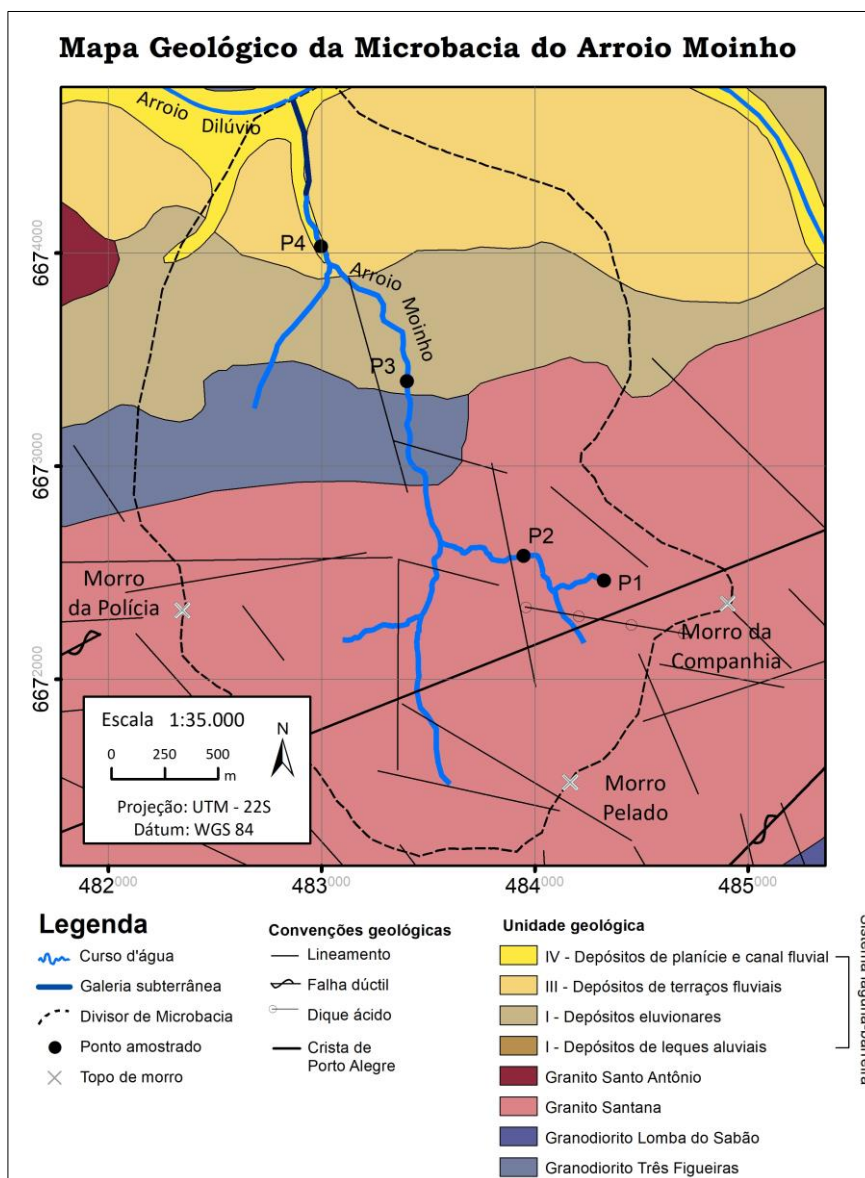 Mapa Geológico da Microbacia do Arroio Moinho
Arroio
Dilúvio
P4
Arroio
Moinho
P3
P2
P1
Morro
da Polícia
Morro da
Companhia
Morro
Pelado
6674000
6673000
6672000
Escala 1:35.000
N
0 250 500
m
Projeção: UTM - 22S
Dátum: WGS 84
482000 483000 484000 485000
Legenda
Curso d'água
Galeria subterrânea
Divisor de Microbacia
Ponto amostrado
Topo de morro
Convenções geológicas
Lineamento
Falha dúctil
Dique ácido
Crista de
Porto Alegre
Unidade geológica
IV - Depósitos de planície e canal fluvial
III - Depósitos de terraços fluviais
I - Depósitos eluvionares
I - Depósitos de leques aluviais
Granito Santo Antônio
Granito Santana
Granodiorito Lomba do Sabão
Granodiorito Três Figueiras